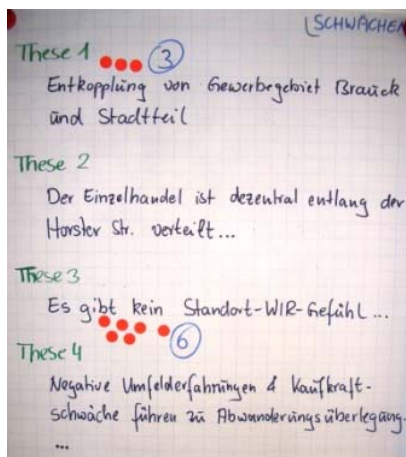 SCHWÄCHEN
These 1 3
Entkopplung von Gewerbegebiet Brauck
und Stadtteil
These 2
Der Einzelhandel ist dezentral entlang der
Horster Str. verteilt...
These 3
Es gibt kein Standort-WIR-Gefühl...
6
These 4
Negative Umfelderfahrungen & Kaufkraft-
schwäche führen zu Abwanderungsüberlegung.
...